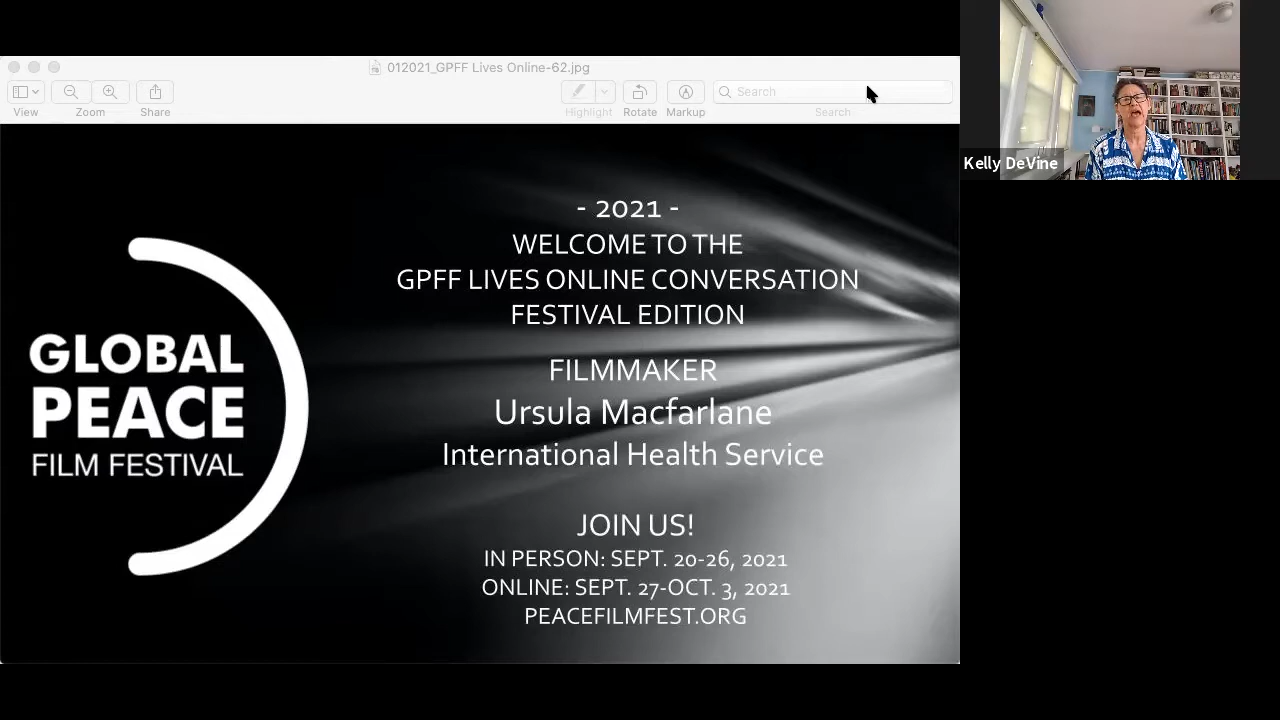 012021_GPFF Lives Online-62.jpg
View
Zoom
Share
Highlight
Rotate
Markup
Search
Search
Kelly DeVine
GLOBAL
PEACE
FILM FESTIVAL
- 2021 -
WELCOME TO THE
GPFF LIVES ONLINE CONVERSATION
FESTIVAL EDITION
FILMMAKER
Ursula Macfarlane
International Health Service
JOIN US!
IN PERSON: SEPT. 20-26, 2021
ONLINE: SEPT. 27-OCT. 3, 2021
PEACEFILMFEST.ORG